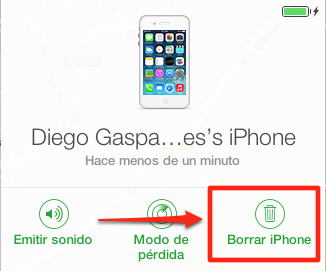 Diego Gaspa...es's iPhone
Hace menos de un minuto
Emitir sonido
Modo de
pérdida
Borrar iPhone